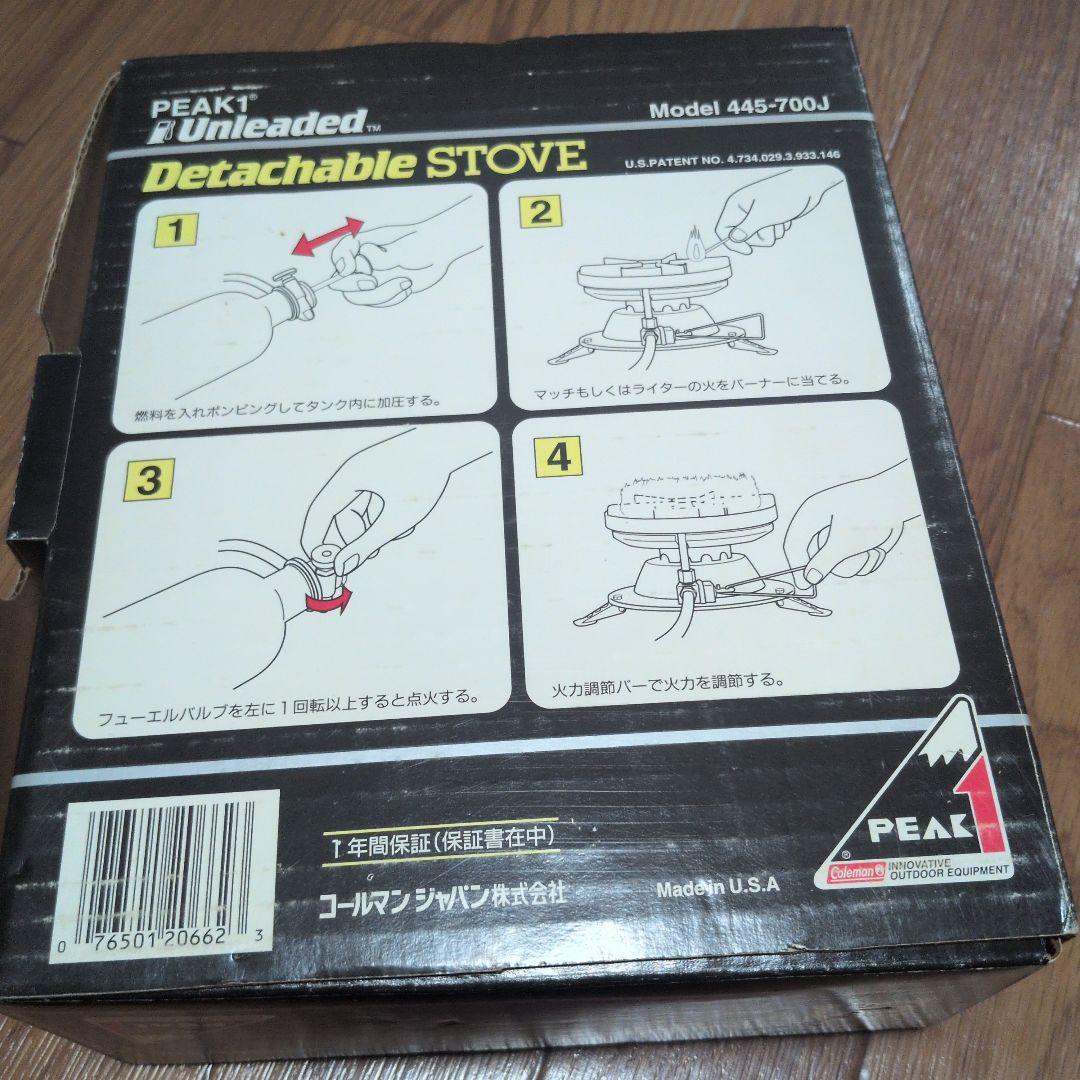 PEAK1®
Unleaded™
Model 445-700J
Detachable STOVE
U.S.PATENT NO. 4.734.029.3.933.146
1
燃料を入れポンピングしてタンク内に加圧する。
2
マッチもしくはライターの火をバーナーに当てる。
3
フューエルバルブを左に1回転以上すると点火する。
4
火力調節バーで火力を調節する。
1年間保証(保証書在中)
コールマン ジャパン株式会社
Made in U.S.A
PEAK 1
®
Coleman
INNOVATIVE
OUTDOOR EQUIPMENT
0 76501 20662 3